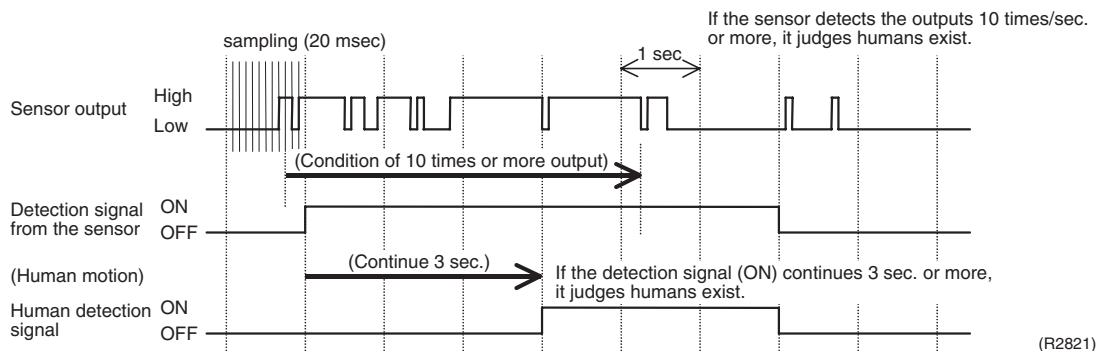 If the sensor detects the outputs 10 times/sec.
or more, it judges humans exist.
sampling (20 msec)
1 sec
Sensor output
High
Low
(Condition of 10 times or more output)
Detection signal
from the sensor
ON
OFF
(Human motion)
(Continue 3 sec.)
If the detection signal (ON) continues 3 sec. or more,
it judges humans exist.
Human detection
signal
ON
OFF
(R2821)